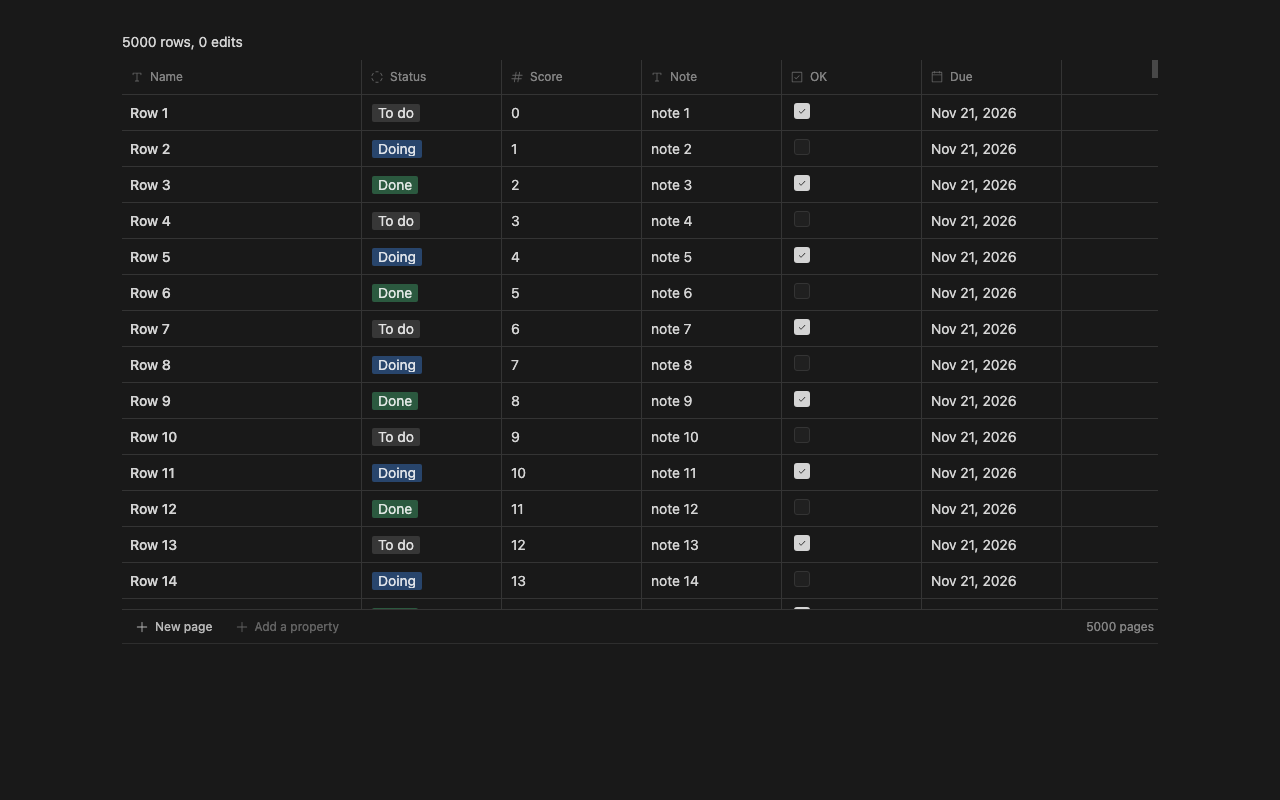 5000 rows, 0 edits
Name Status Score Note OK Due
Row 1 To do 0 note 1 Nov 21, 2026
Row 2 Doing 1 note 2 Nov 21, 2026
Row 3 Done 2 note 3 Nov 21, 2026
Row 4 To do 3 note 4 Nov 21, 2026
Row 5 Doing 4 note 5 Nov 21, 2026
Row 6 Done 5 note 6 Nov 21, 2026
Row 7 To do 6 note 7 Nov 21, 2026
Row 8 Doing 7 note 8 Nov 21, 2026
Row 9 Done 8 note 9 Nov 21, 2026
Row 10 To do 9 note 10 Nov 21, 2026
Row 11 Doing 10 note 11 Nov 21, 2026
Row 12 Done 11 note 12 Nov 21, 2026
Row 13 To do 12 note 13 Nov 21, 2026
Row 14 Doing 13 note 14 Nov 21, 2026
New page Add a property 5000 pages